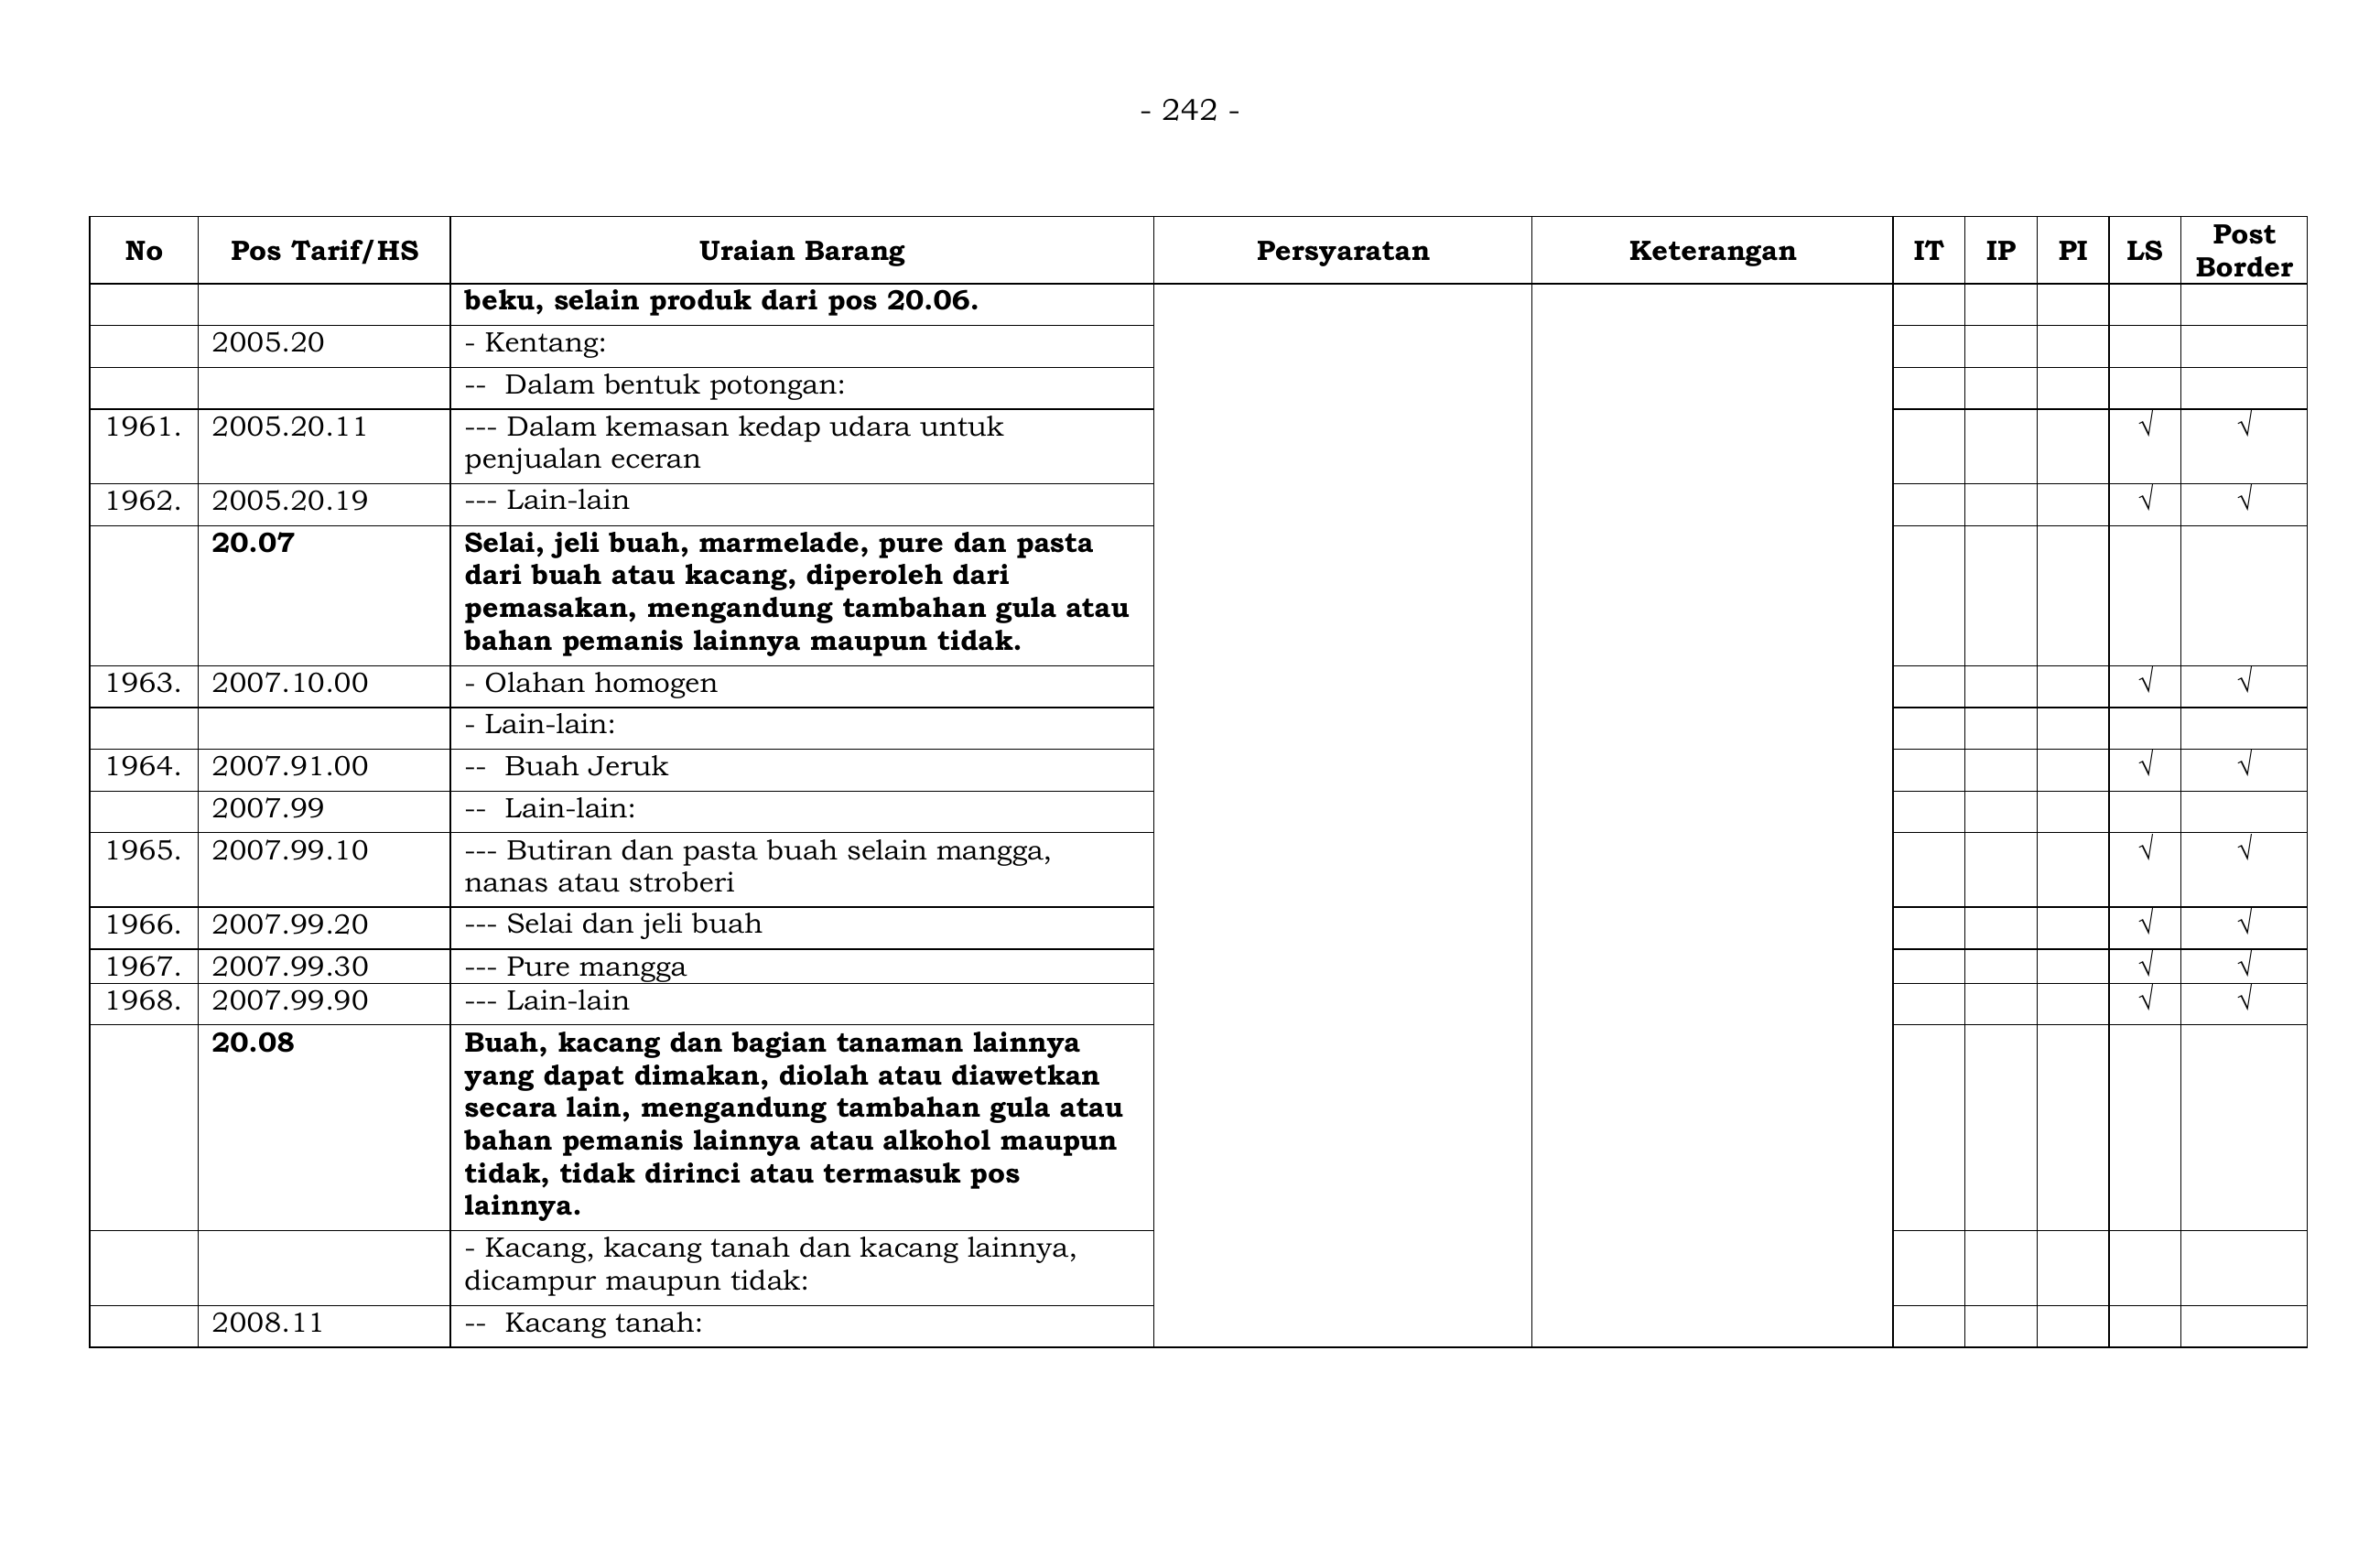 - 242 -
No Pos Tarif/HS Uraian Barang Persyaratan Keterangan IT IP PI LS Post Border
beku, selain produk dari pos 20.06.
2005.20 - Kentang:
-- Dalam bentuk potongan:
1961. 2005.20.11 --- Dalam kemasan kedap udara untuk √ √
penjualan eceran
1962. 2005.20.19 --- Lain-lain √ √
20.07 Selai, jeli buah, marmelade, pure dan pasta
dari buah atau kacang, diperoleh dari
pemasakan, mengandung tambahan gula atau
bahan pemanis lainnya maupun tidak.
1963. 2007.10.00 - Olahan homogen √ √
- Lain-lain:
1964. 2007.91.00 -- Buah Jeruk √ √
2007.99 -- Lain-lain:
1965. 2007.99.10 --- Butiran dan pasta buah selain mangga, √ √
nanas atau stroberi
1966. 2007.99.20 --- Selai dan jeli buah √ √
1967. 2007.99.30 --- Pure mangga √ √
1968. 2007.99.90 --- Lain-lain √ √
20.08 Buah, kacang dan bagian tanaman lainnya
yang dapat dimakan, diolah atau diawetkan
secara lain, mengandung tambahan gula atau
bahan pemanis lainnya atau alkohol maupun
tidak, tidak dirinci atau termasuk pos
lainnya.
- Kacang, kacang tanah dan kacang lainnya,
dicampur maupun tidak:
2008.11 -- Kacang tanah: